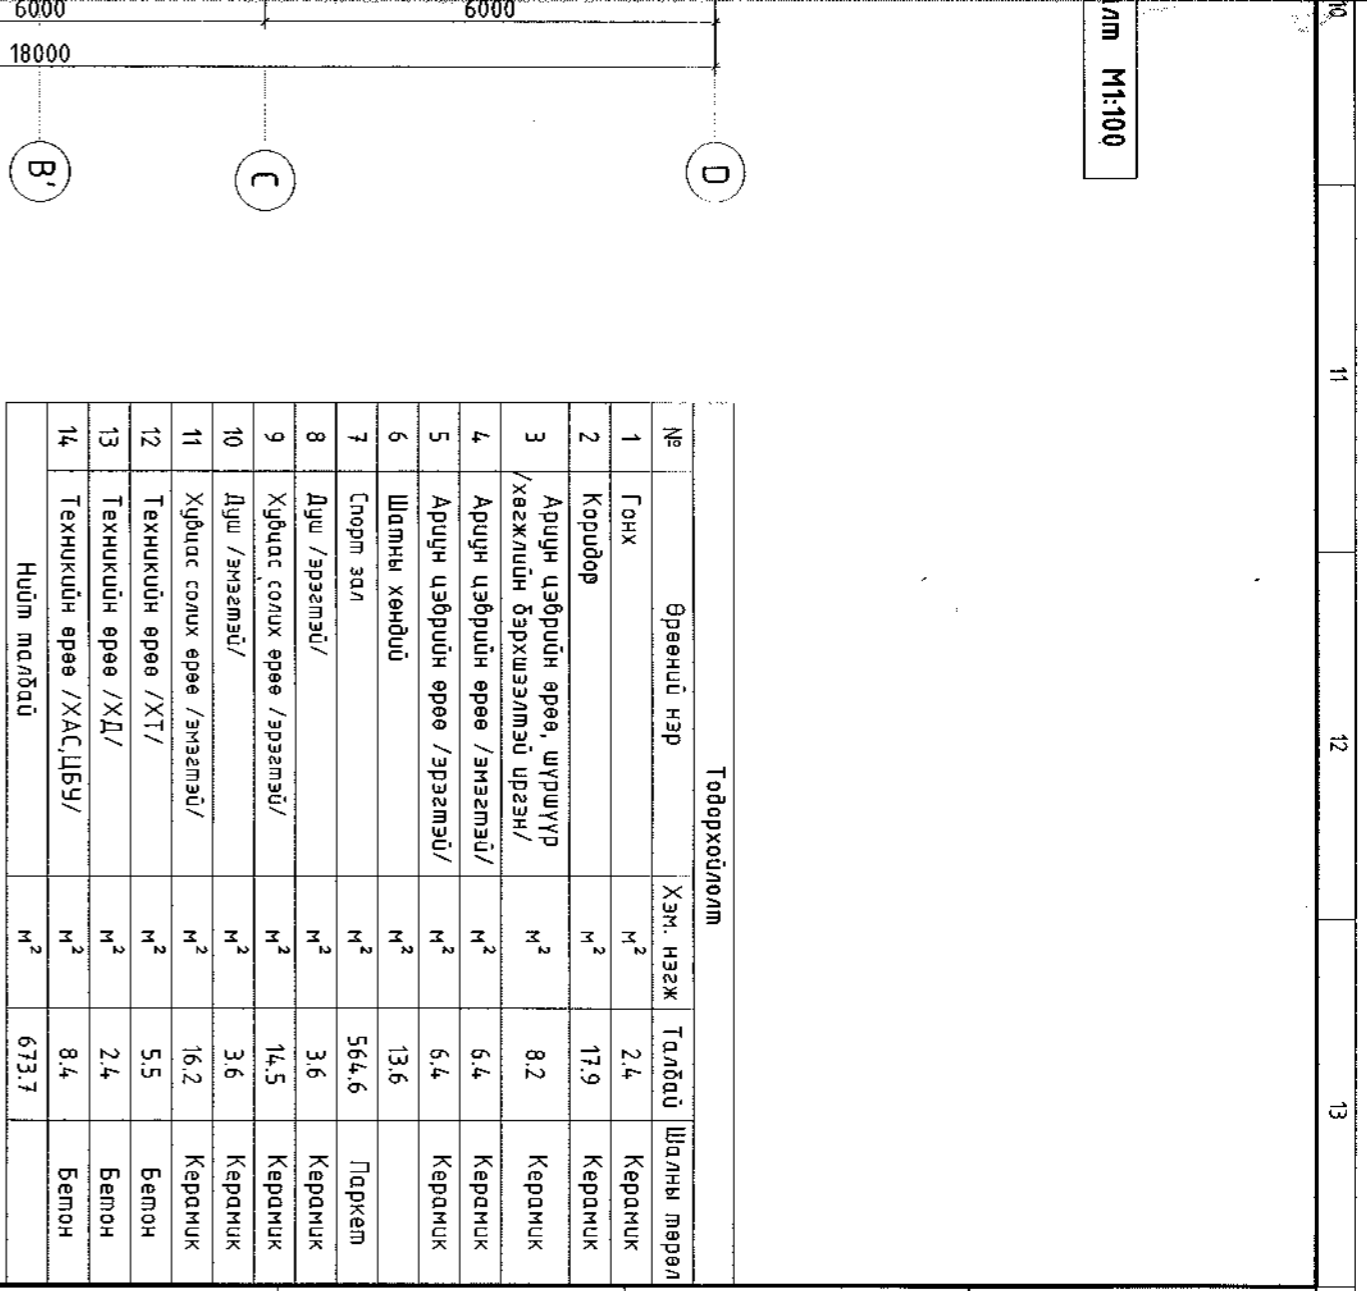 6000
6000
18000
B'
C
D
М1:100
10
11
12
13
Тодорхойлолт
№ Өрөөний нэр Хэм. нэгж Талбай Шалны төрөл
1 Гонх м² 2.4 Керамик
2 Коридор м² 17.9 Керамик
3 Ариун цэврийн өрөө, шүршүүр
/хөгжлийн бэрхшээлтэй иргэн/ м² 8.2 Керамик
4 Ариун цэврийн өрөө /эмэгтэй/ м² 6.4 Керамик
5 Ариун цэврийн өрөө /эрэгтэй/ м² 6.4 Керамик
6 Шатны хөндий м² 13.6
7 Спорт зал м² 564.6 Паркет
8 Душ /эрэгтэй/ м² 3.6 Керамик
9 Хувцас солих өрөө /эрэгтэй/ м² 14.5 Керамик
10 Душ /эмэгтэй/ м² 3.6 Керамик
11 Хувцас солих өрөө /эмэгтэй/ м² 16.2 Керамик
12 Техникийн өрөө /ХТ/ м² 5.5 Бетон
13 Техникийн өрөө /ХД/ м² 2.4 Бетон
14 Техникийн өрөө /ХАС,ЦБУ/ м² 8.4 Бетон
Нийт талбай м² 673.7